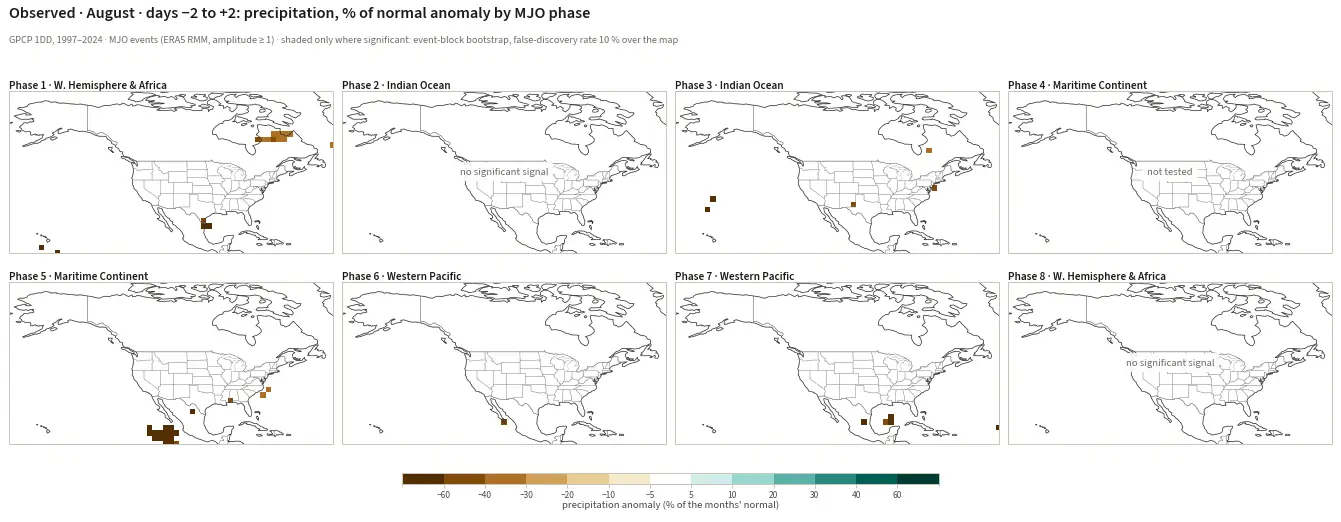 Observed · August · days −2 to +2: precipitation, % of normal anomaly by MJO phase
GPCP 1DD, 1997–2024 · MJO events (ERA5 RMM, amplitude ≥ 1) · shaded only where significant: event-block bootstrap, false-discovery rate 10 % over the map
Phase 1 · W. Hemisphere & Africa
Phase 2 · Indian Ocean
no significant signal
Phase 3 · Indian Ocean
Phase 4 · Maritime Continent
not tested
Phase 5 · Maritime Continent
Phase 6 · Western Pacific
Phase 7 · Western Pacific
Phase 8 · W. Hemisphere & Africa
no significant signal
−60 −40 −30 −20 −10 −5 5 10 20 30 40 60
precipitation anomaly (% of the months' normal)